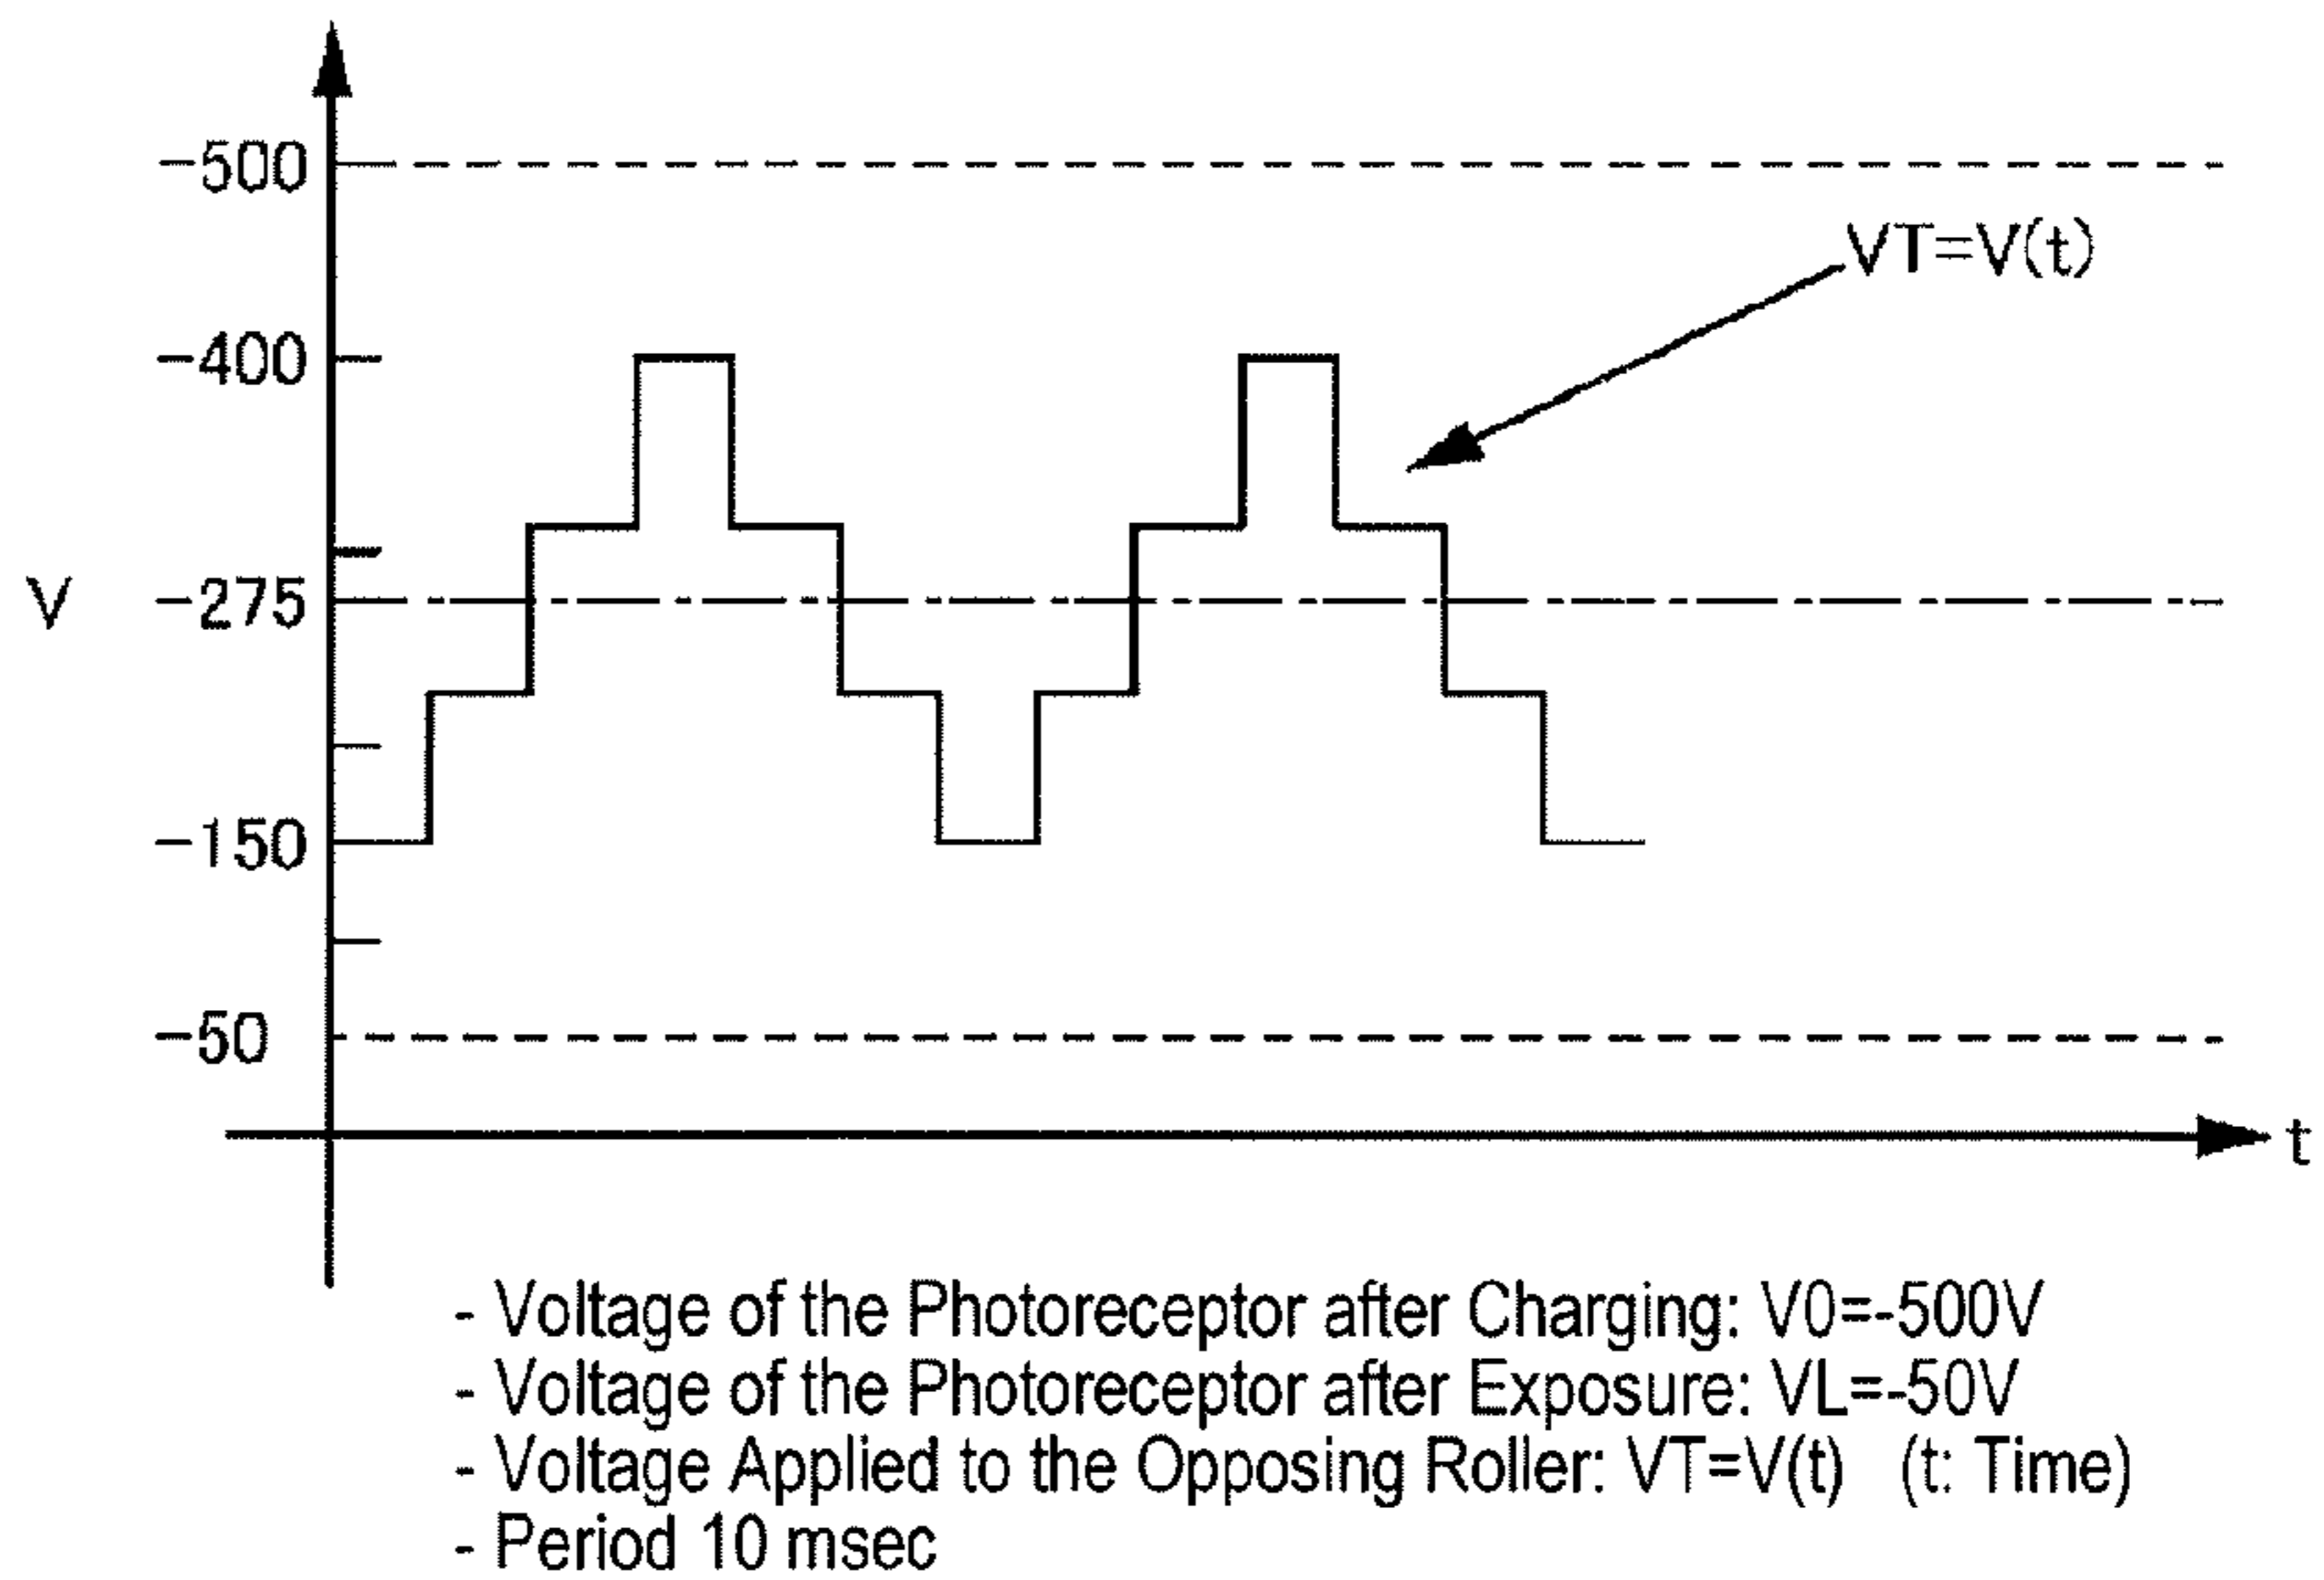 -500
VT=V(t)
-400
V
-275
-150
-50
t
- Voltage of the Photoreceptor after Charging: V0=-500V
- Voltage of the Photoreceptor after Exposure: VL=-50V
- Voltage Applied to the Opposing Roller: VT=V(t) (t: Time)
- Period 10 msec